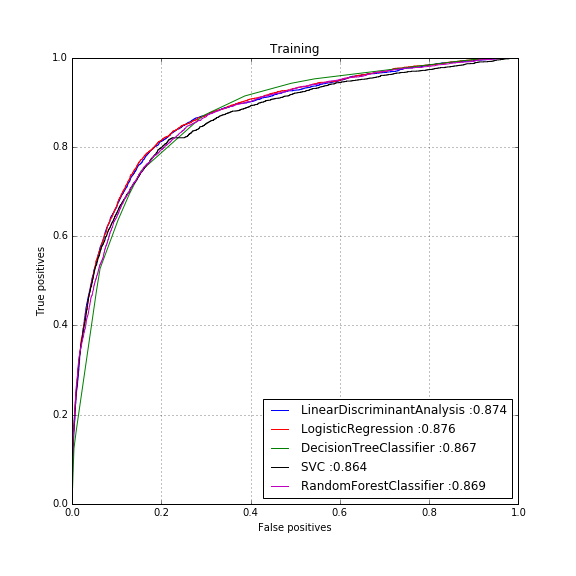 Training
1.0
0.8
0.6
0.4
0.2
0.0
True positives
LinearDiscriminantAnalysis :0.874
LogisticRegression :0.876
DecisionTreeClassifier :0.867
SVC :0.864
RandomForestClassifier :0.869
0.0 0.2 0.4 0.6 0.8 1.0
False positives